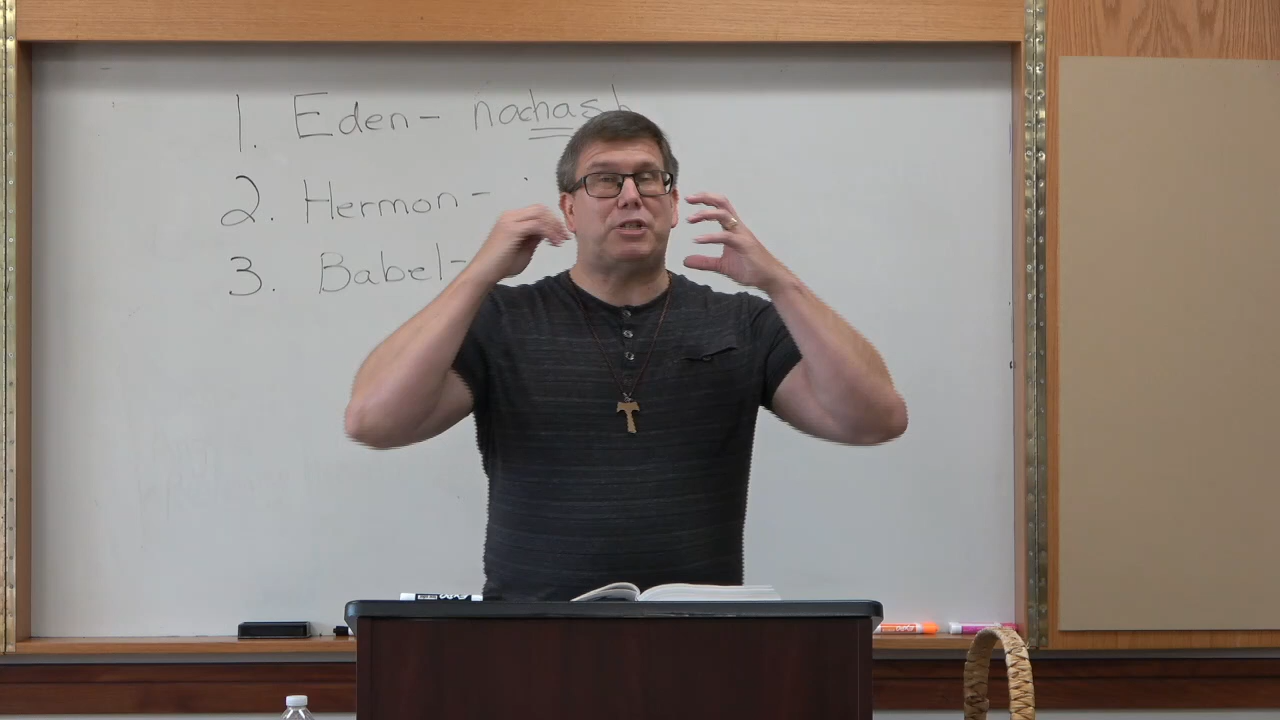 1. Eden- nachash
2. Hermon-
3. Babel-